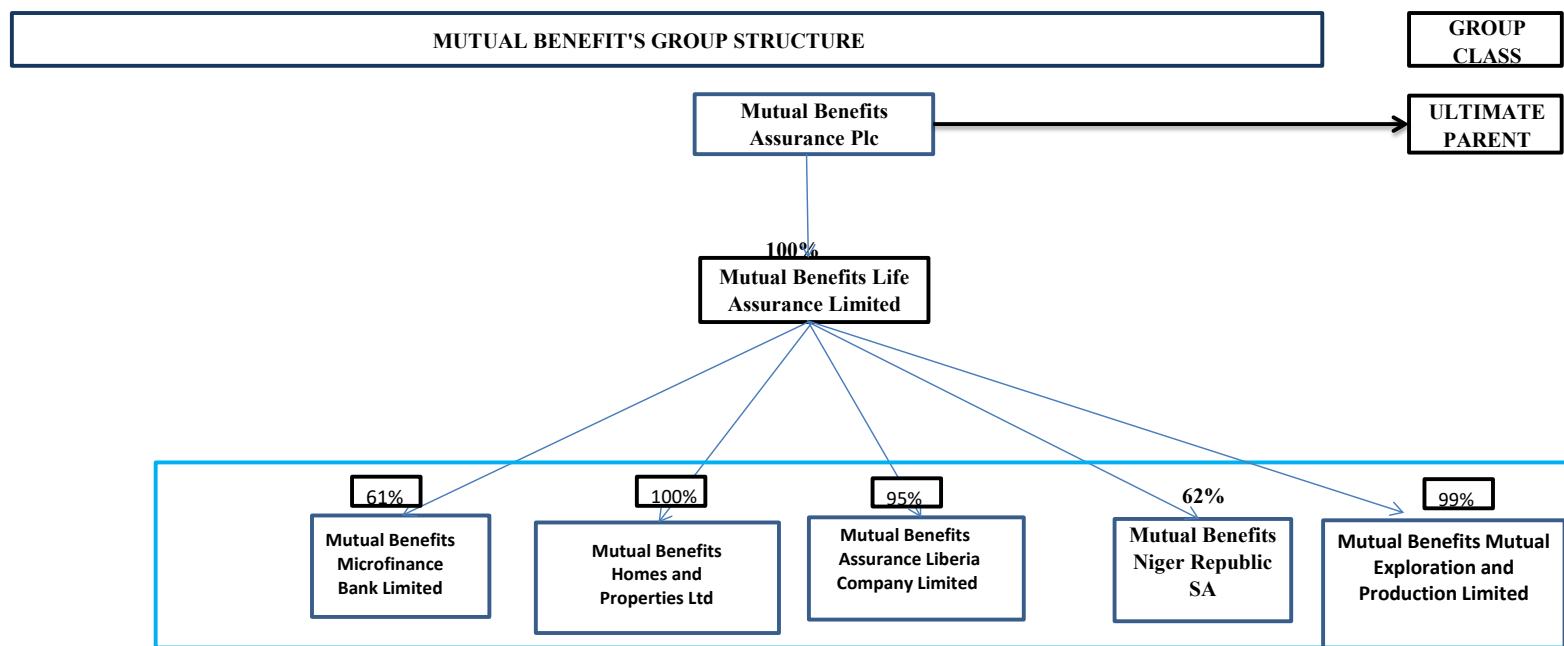 MUTUAL BENEFIT'S GROUP STRUCTURE
GROUP
CLASS
Mutual Benefits
Assurance Plc
ULTIMATE
PARENT
100%
Mutual Benefits Life
Assurance Limited
61%
100%
95%
62%
99%
Mutual Benefits
Microfinance
Bank Limited
Mutual Benefits
Homes and
Properties Ltd
Mutual Benefits
Assurance Liberia
Company Limited
Mutual Benefits
Niger Republic
SA
Mutual Benefits Mutual
Exploration and
Production Limited